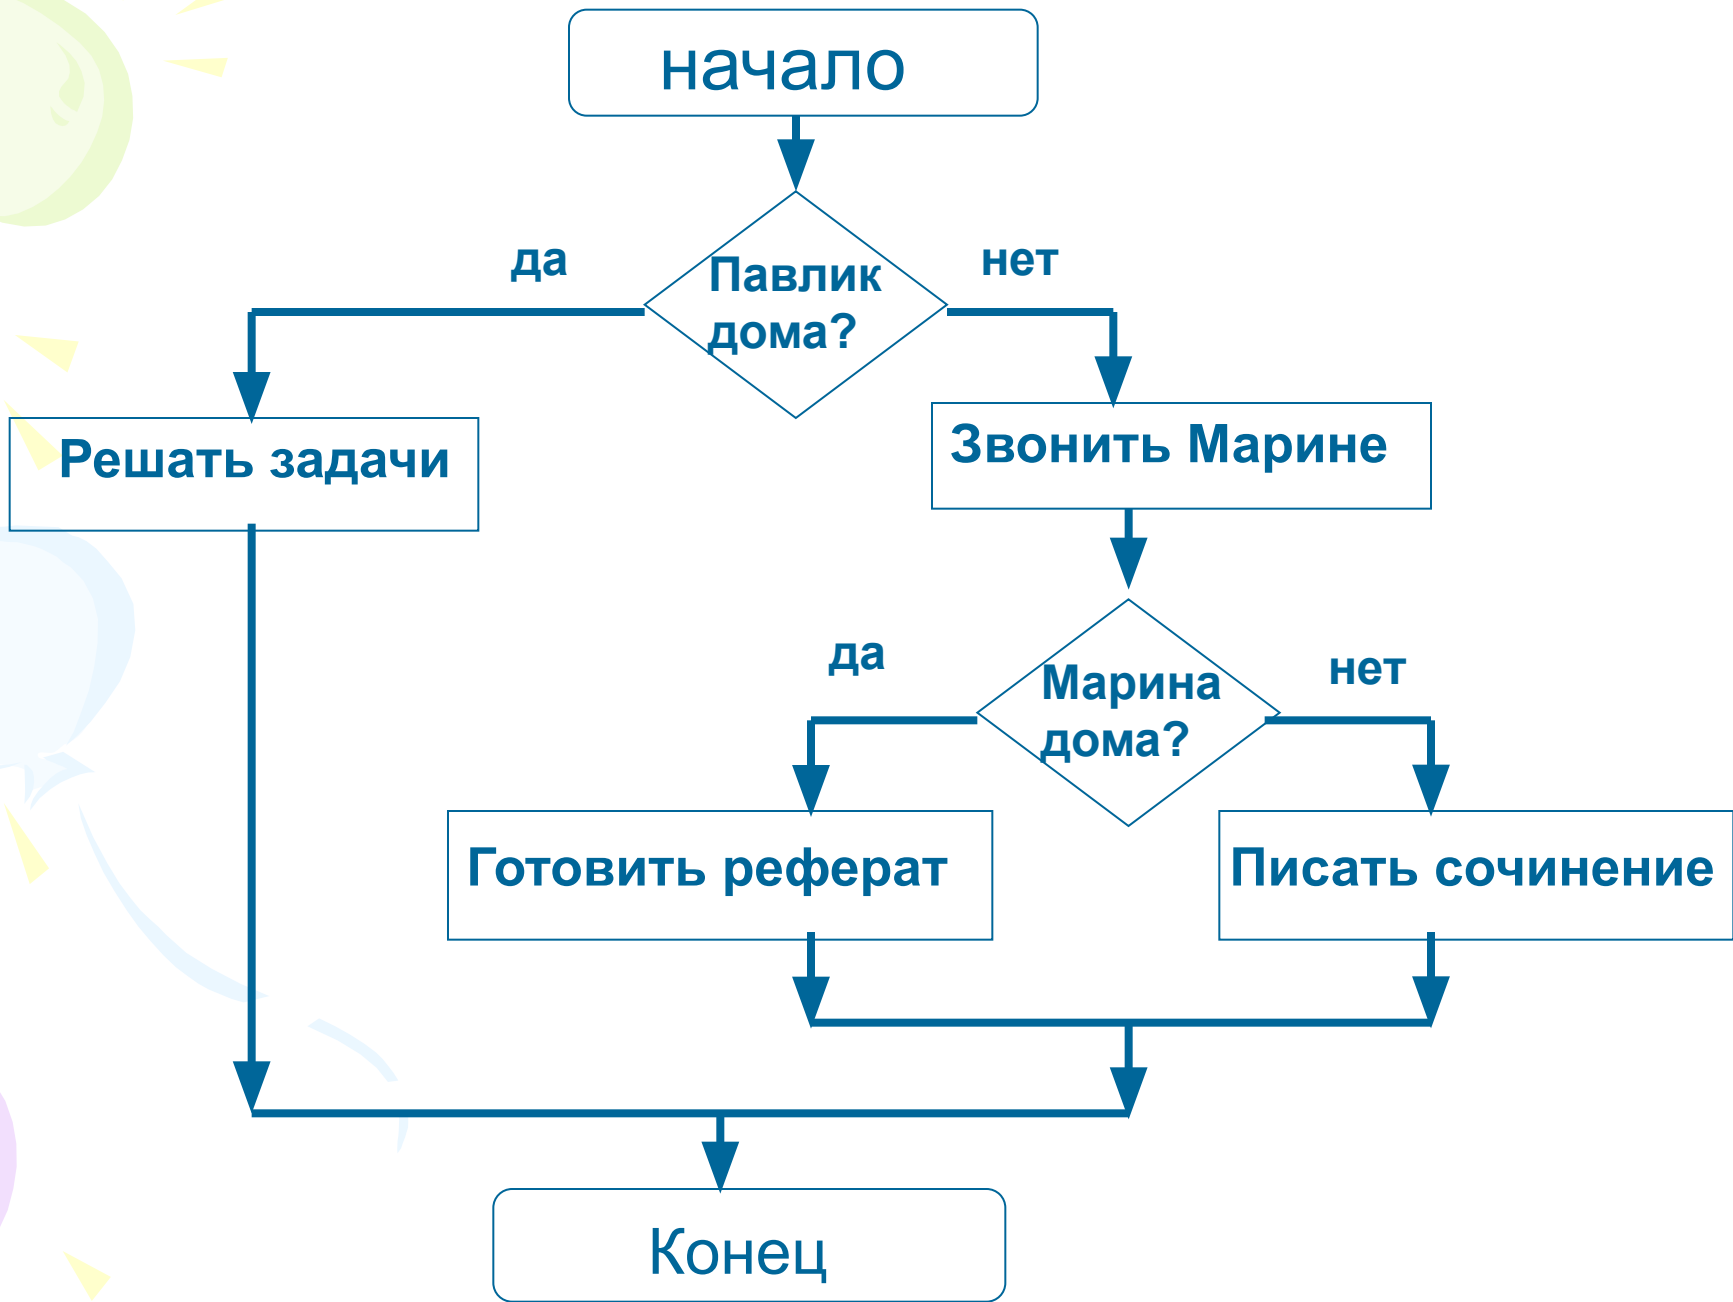 начало
да
нет
Павлик
дома?
Решать задачи
Звонить Марине
да
нет
Марина
дома?
Готовить реферат
Писать сочинение
Конец